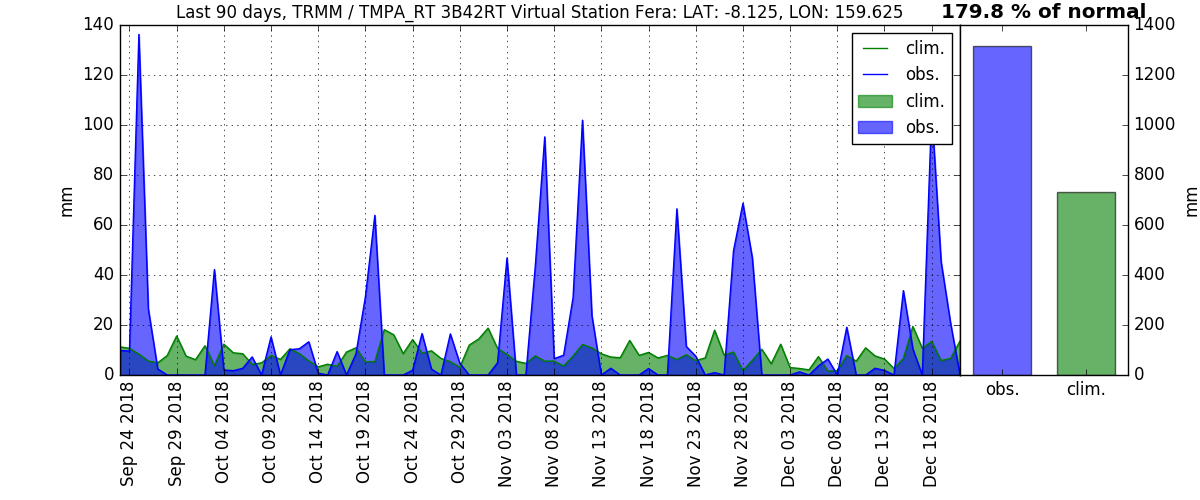 Last 90 days, TRMM / TMPA_RT 3B42RT Virtual Station Fera: LAT: -8.125, LON: 159.625
179.8 % of normal
mm
140
120
100
80
60
40
20
0
clim.
obs.
clim.
obs.
1400
1200
1000
800
600
400
200
0
mm
Sep 24 2018
Sep 29 2018
Oct 04 2018
Oct 09 2018
Oct 14 2018
Oct 19 2018
Oct 24 2018
Oct 29 2018
Nov 03 2018
Nov 08 2018
Nov 13 2018
Nov 18 2018
Nov 23 2018
Nov 28 2018
Dec 03 2018
Dec 08 2018
Dec 13 2018
Dec 18 2018
obs.
clim.